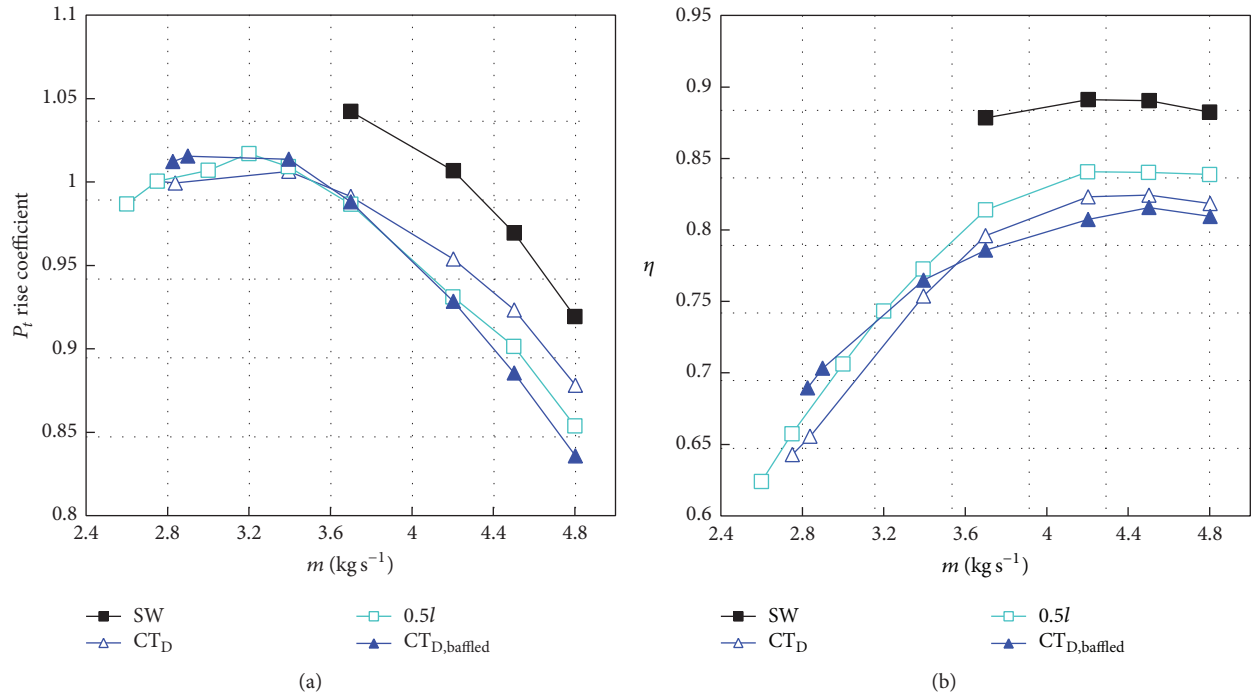 1.1
1.05
1
0.95
0.9
0.85
0.8
P_t rise coefficient
2.4 2.8 3.2 3.6 4 4.4 4.8
m (kg s⁻¹)
SW 0.5l
CT_D CT_D,baffled
(a)
0.95
0.9
0.85
0.8
0.75
0.7
0.65
0.6
η
2.4 2.8 3.2 3.6 4 4.4 4.8
m (kg s⁻¹)
SW 0.5l
CT_D CT_D,baffled
(b)